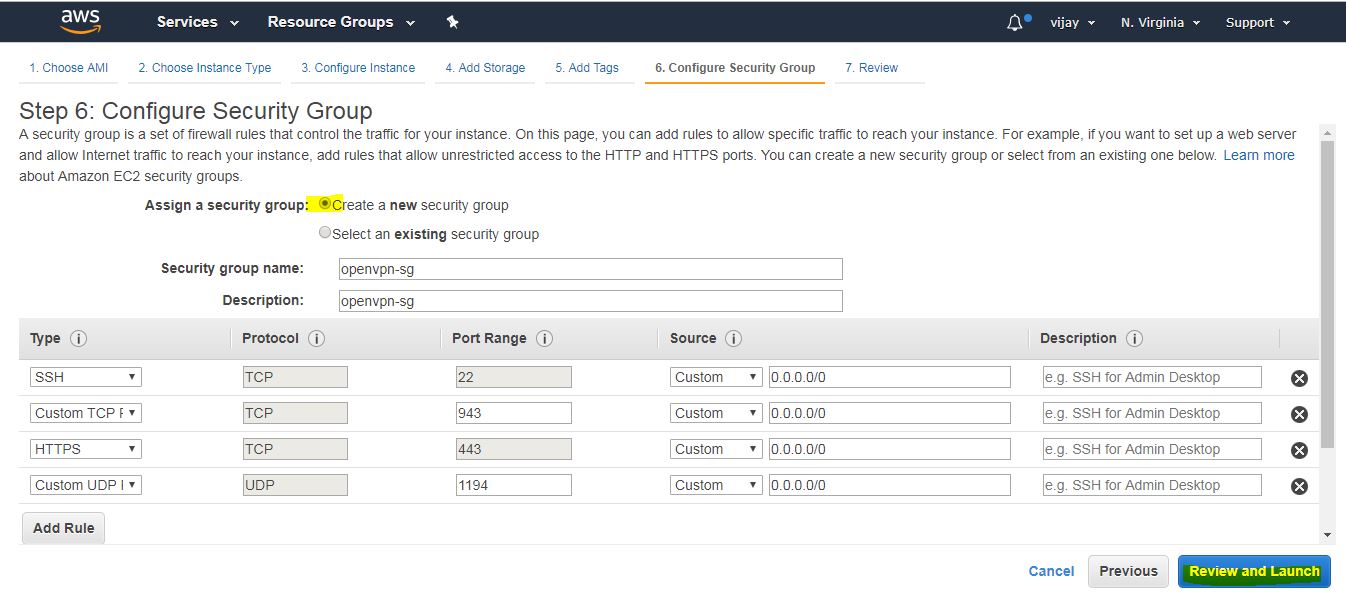 aws Services Resource Groups vijay N. Virginia Support
1. Choose AMI 2. Choose Instance Type 3. Configure Instance 4. Add Storage 5. Add Tags 6. Configure Security Group 7. Review
Step 6: Configure Security Group
A security group is a set of firewall rules that control the traffic for your instance. On this page, you can add rules to allow specific traffic to reach your instance. For example, if you want to set up a web server
and allow Internet traffic to reach your instance, add rules that allow unrestricted access to the HTTP and HTTPS ports. You can create a new security group or select from an existing one below. Learn more
about Amazon EC2 security groups.
Assign a security group: Create a new security group
Select an existing security group
Security group name: openvpn-sg
Description: openvpn-sg
Type i Protocol i Port Range i Source i Description i
SSH TCP 22 Custom 0.0.0.0/0 e.g. SSH for Admin Desktop
Custom TCP TCP 943 Custom 0.0.0.0/0 e.g. SSH for Admin Desktop
HTTPS TCP 443 Custom 0.0.0.0/0 e.g. SSH for Admin Desktop
Custom UDP UDP 1194 Custom 0.0.0.0/0 e.g. SSH for Admin Desktop
Add Rule
Cancel Previous Review and Launch